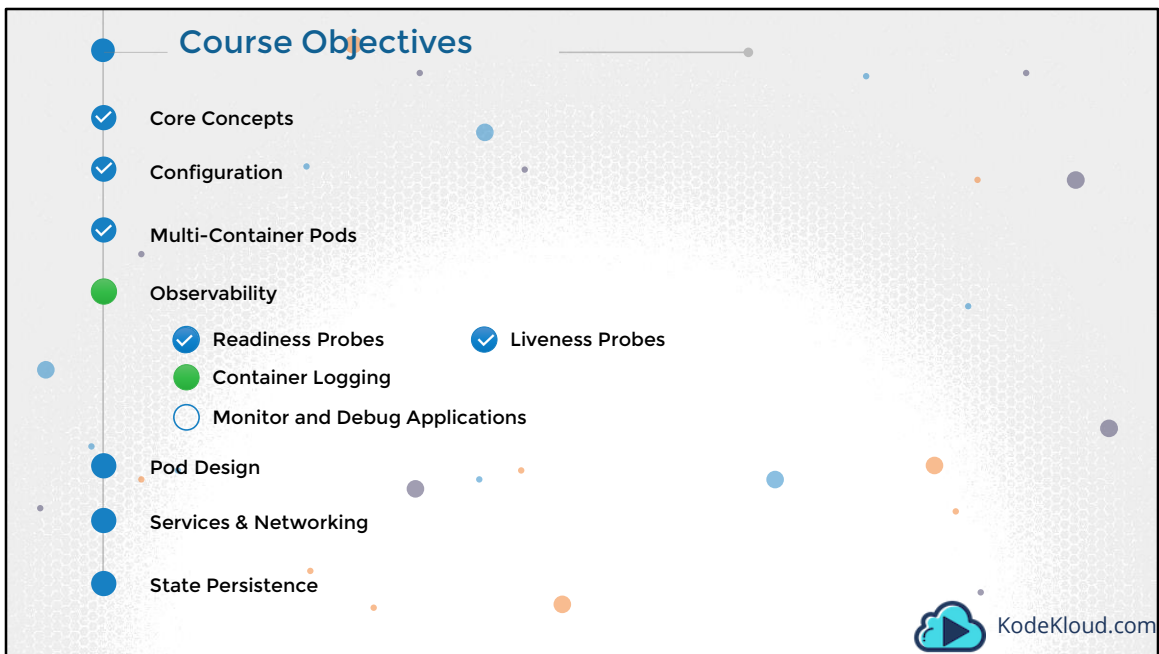 Course Objectives
Core Concepts
Configuration
Multi-Container Pods
Observability
Readiness Probes Liveness Probes
Container Logging
Monitor and Debug Applications
Pod Design
Services & Networking
State Persistence
KodeKloud.com